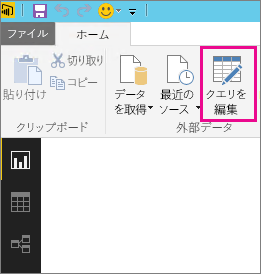 ファイル
ホーム
貼り付け
切り取り
コピー
クリップボード
データ
を取得
最近の
ソース
クエリを
編集
外部データ